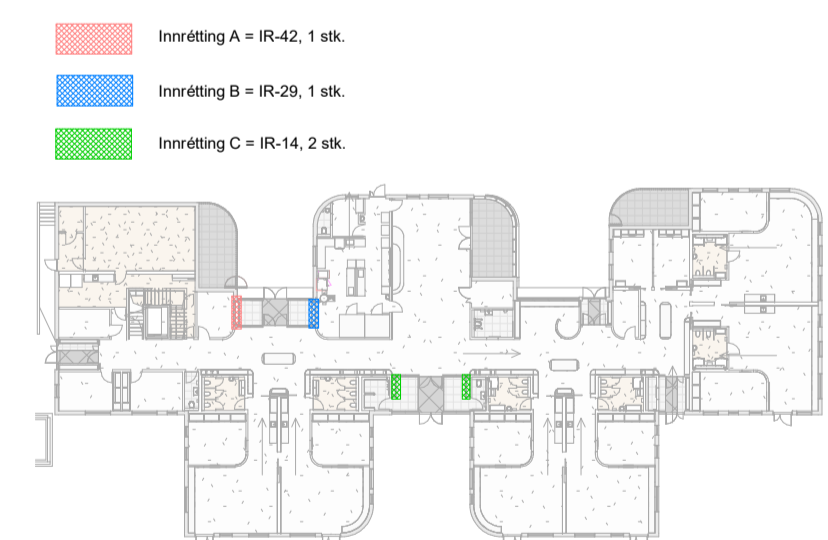 Innrétting A = IR-42, 1 stk.
Innrétting B = IR-29, 1 stk.
Innrétting C = IR-14, 2 stk.